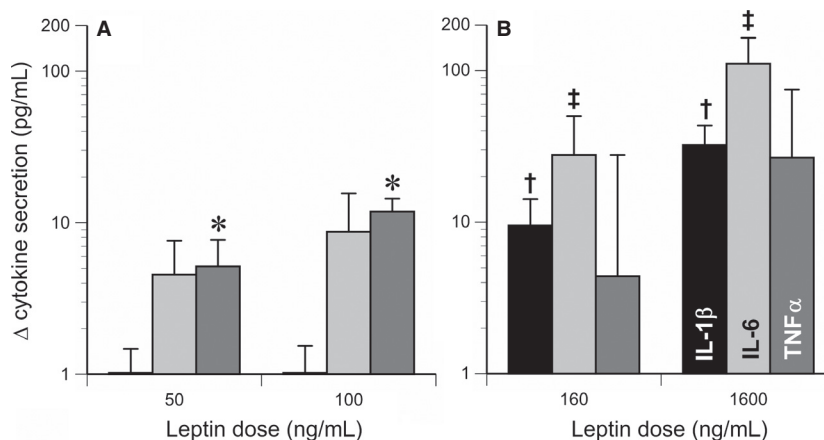 A
B
Δ cytokine secretion (pg/mL)
200
100
10
1
*
*
50
100
Leptin dose (ng/mL)
200
100
10
1
†
‡
†
‡
IL-1β
IL-6
TNFα
160
1600
Leptin dose (ng/mL)